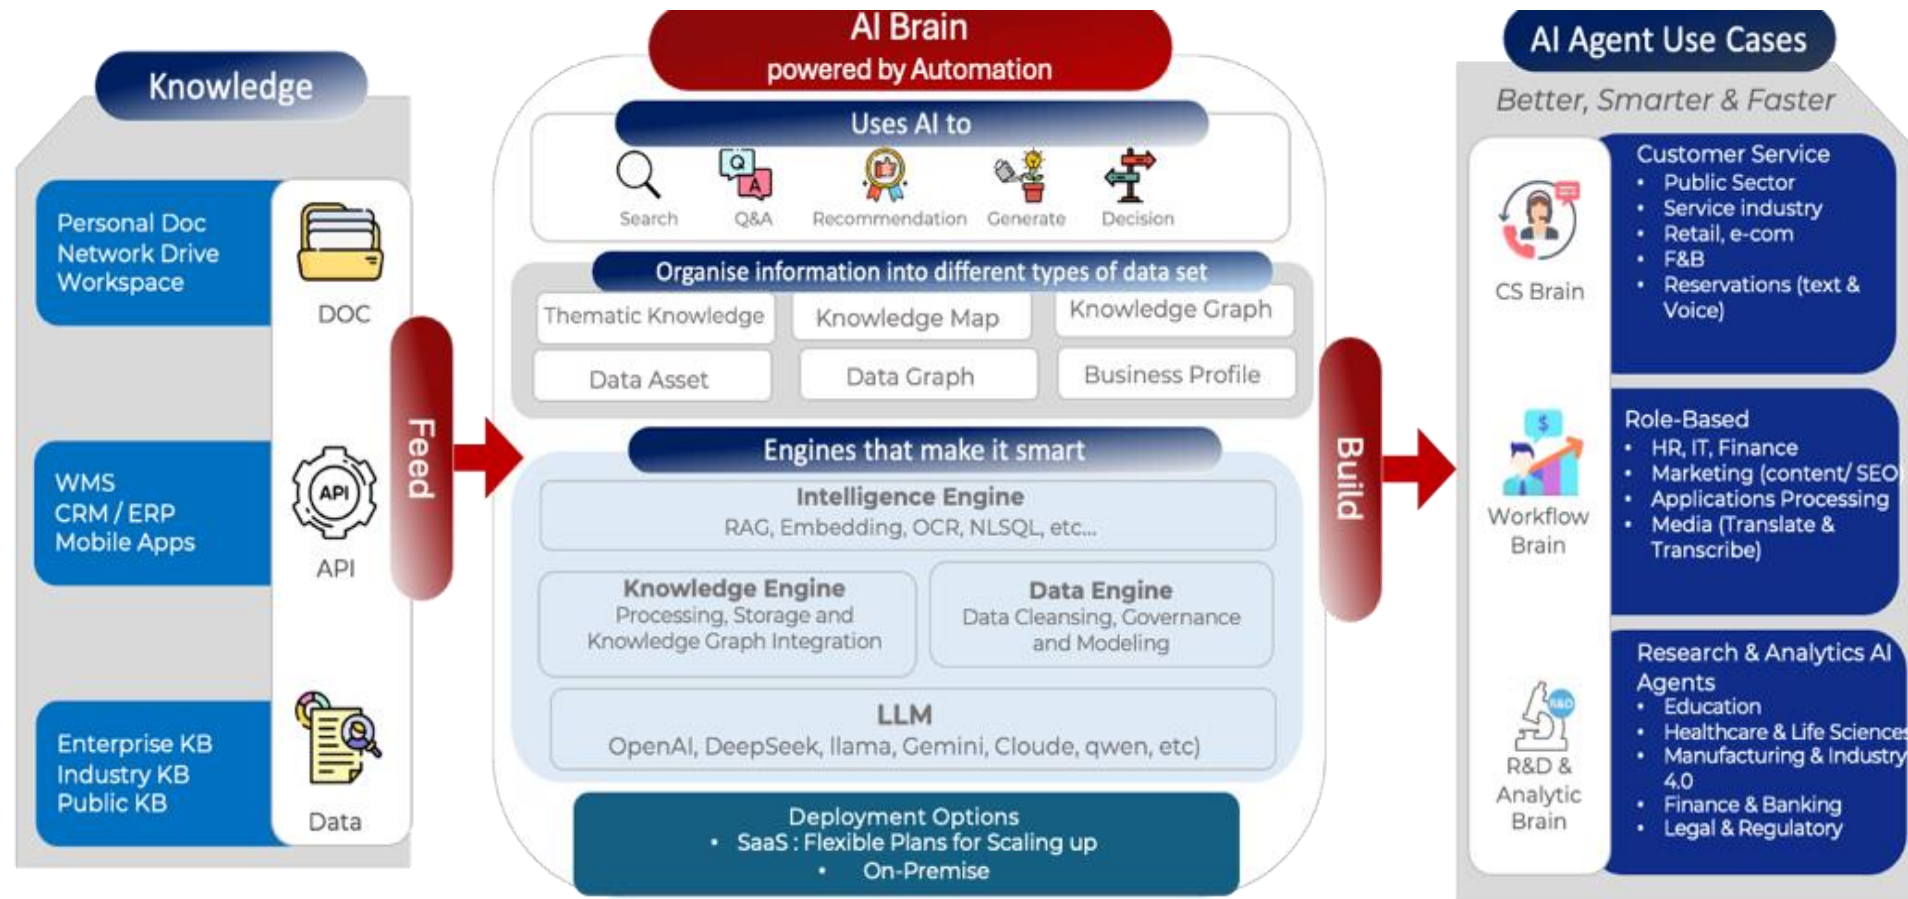 Knowledge
Personal Doc
Network Drive
Workspace
DOC
WMS
CRM / ERP
Mobile Apps
API
API
Enterprise KB
Industry KB
Public KB
Data
Feed
AI Brain
powered by Automation
Uses AI to
Q
A
Search
Q&A
Recommendation
Generate
Decision
Organise information into different types of data set
Thematic Knowledge
Knowledge Map
Knowledge Graph
Data Asset
Data Graph
Business Profile
Engines that make it smart
Intelligence Engine
RAG, Embedding, OCR, NLSQL, etc...
Knowledge Engine
Processing, Storage and
Knowledge Graph Integration
Data Engine
Data Cleansing, Governance
and Modeling
LLM
OpenAI, DeepSeek, llama, Gemini, Cloude, qwen, etc)
Deployment Options
• SaaS : Flexible Plans for Scaling up
• On-Premise
Build
AI Agent Use Cases
Better, Smarter & Faster
CS Brain
Customer Service
• Public Sector
• Service industry
• Retail, e-com
• F&B
• Reservations (text &
Voice)
$
Workflow
Brain
Role-Based
• HR, IT, Finance
• Marketing (content/ SEO
• Applications Processing
• Media (Translate &
Transcribe)
R&D
R&D &
Analytic
Brain
Research & Analytics AI
Agents
• Education
• Healthcare & Life Sciences
• Manufacturing & Industry
4.0
• Finance & Banking
• Legal & Regulatory